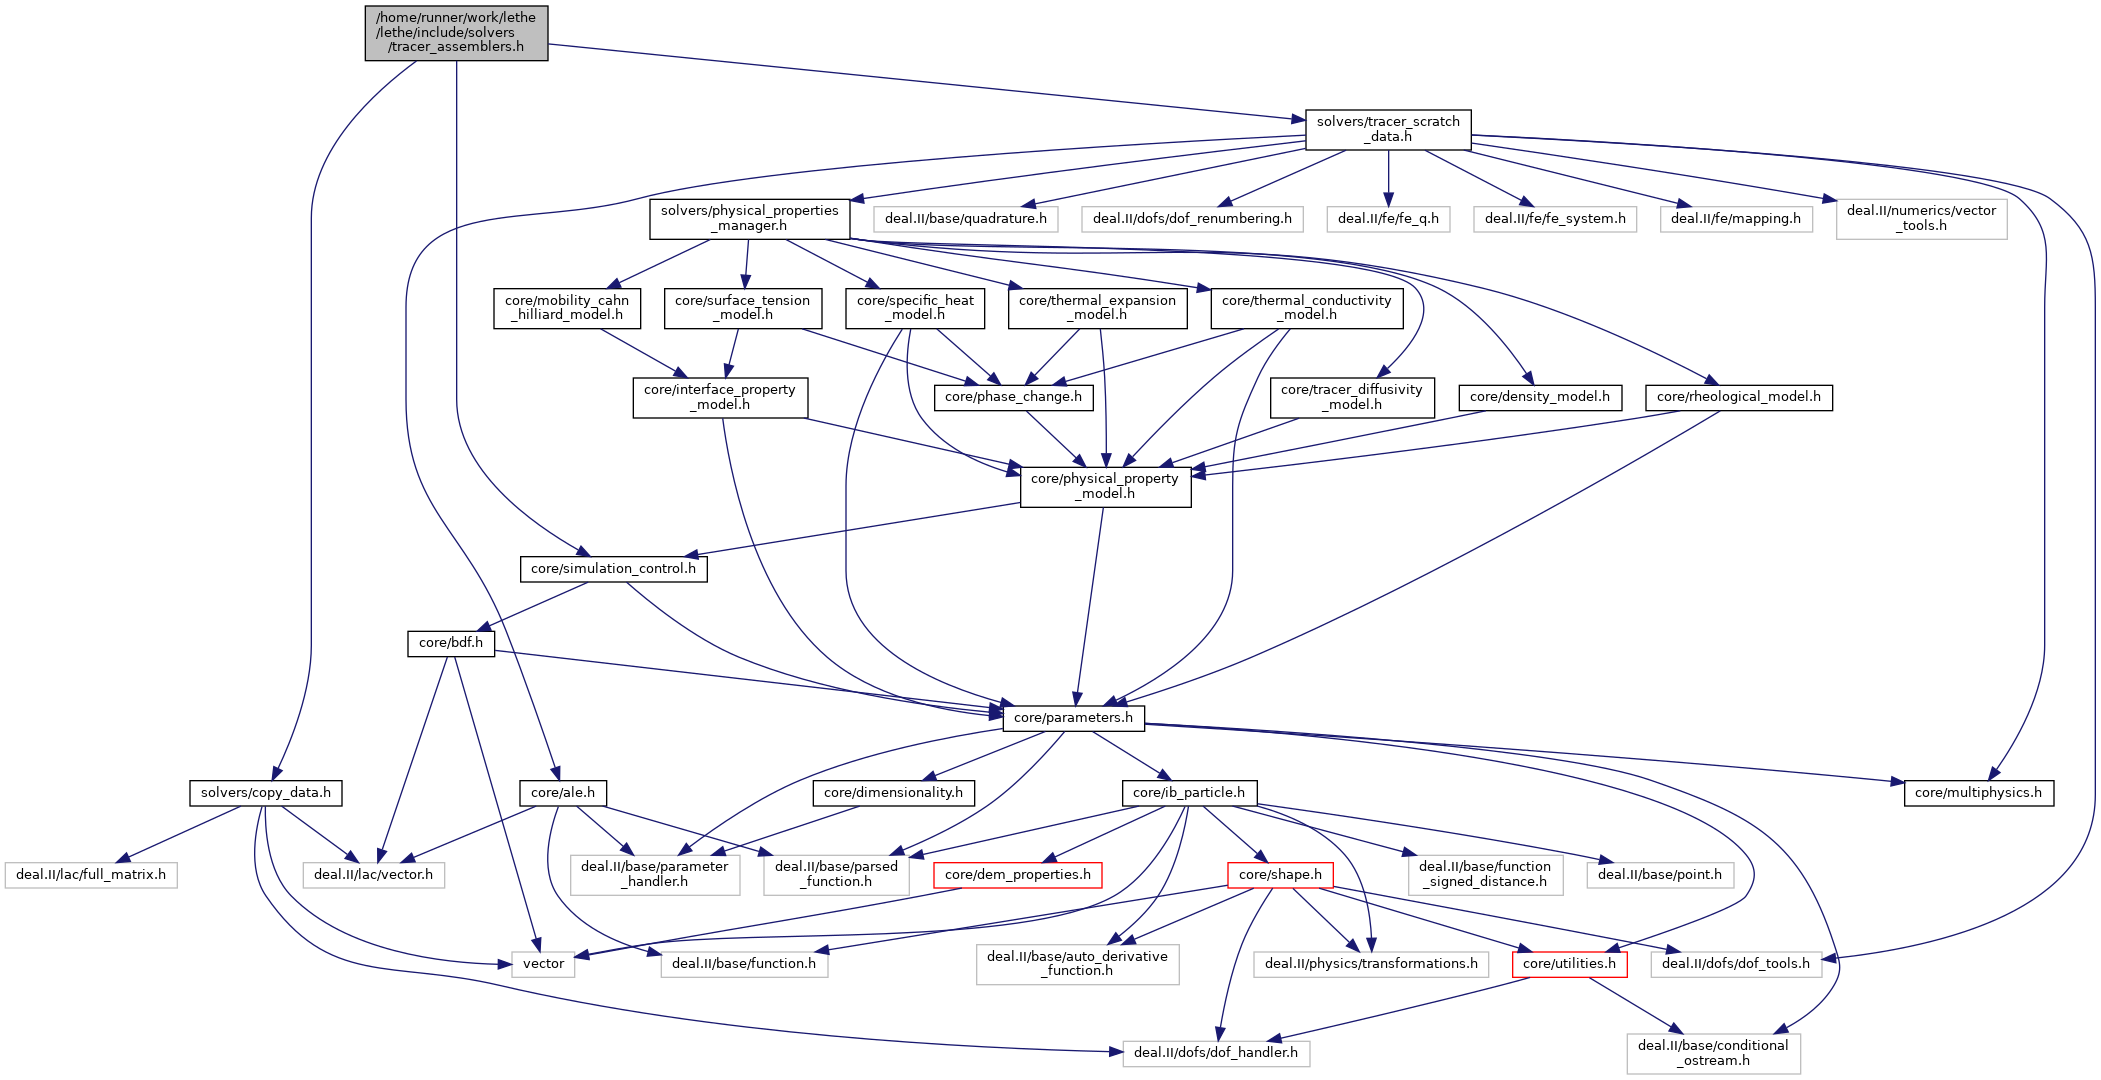 /home/runner/work/lethe
/lethe/include/solvers
/tracer_assemblers.h
solvers/tracer_scratch
_data.h
solvers/physical_properties
_manager.h
deal.II/base/quadrature.h
deal.II/dofs/dof_renumbering.h
deal.II/fe/fe_q.h
deal.II/fe/fe_system.h
deal.II/fe/mapping.h
deal.II/numerics/vector
_tools.h
core/mobility_cahn
_hilliard_model.h
core/surface_tension
_model.h
core/specific_heat
_model.h
core/thermal_expansion
_model.h
core/thermal_conductivity
_model.h
core/interface_property
_model.h
core/phase_change.h
core/tracer_diffusivity
_model.h
core/density_model.h
core/rheological_model.h
core/physical_property
_model.h
core/simulation_control.h
core/bdf.h
core/parameters.h
solvers/copy_data.h
core/ale.h
core/dimensionality.h
core/ib_particle.h
core/multiphysics.h
deal.II/lac/full_matrix.h
deal.II/lac/vector.h
deal.II/base/parameter
_handler.h
deal.II/base/parsed
_function.h
core/dem_properties.h
core/shape.h
deal.II/base/function
_signed_distance.h
deal.II/base/point.h
vector
deal.II/base/function.h
deal.II/base/auto_derivative
_function.h
deal.II/physics/transformations.h
core/utilities.h
deal.II/dofs/dof_tools.h
deal.II/dofs/dof_handler.h
deal.II/base/conditional
_ostream.h